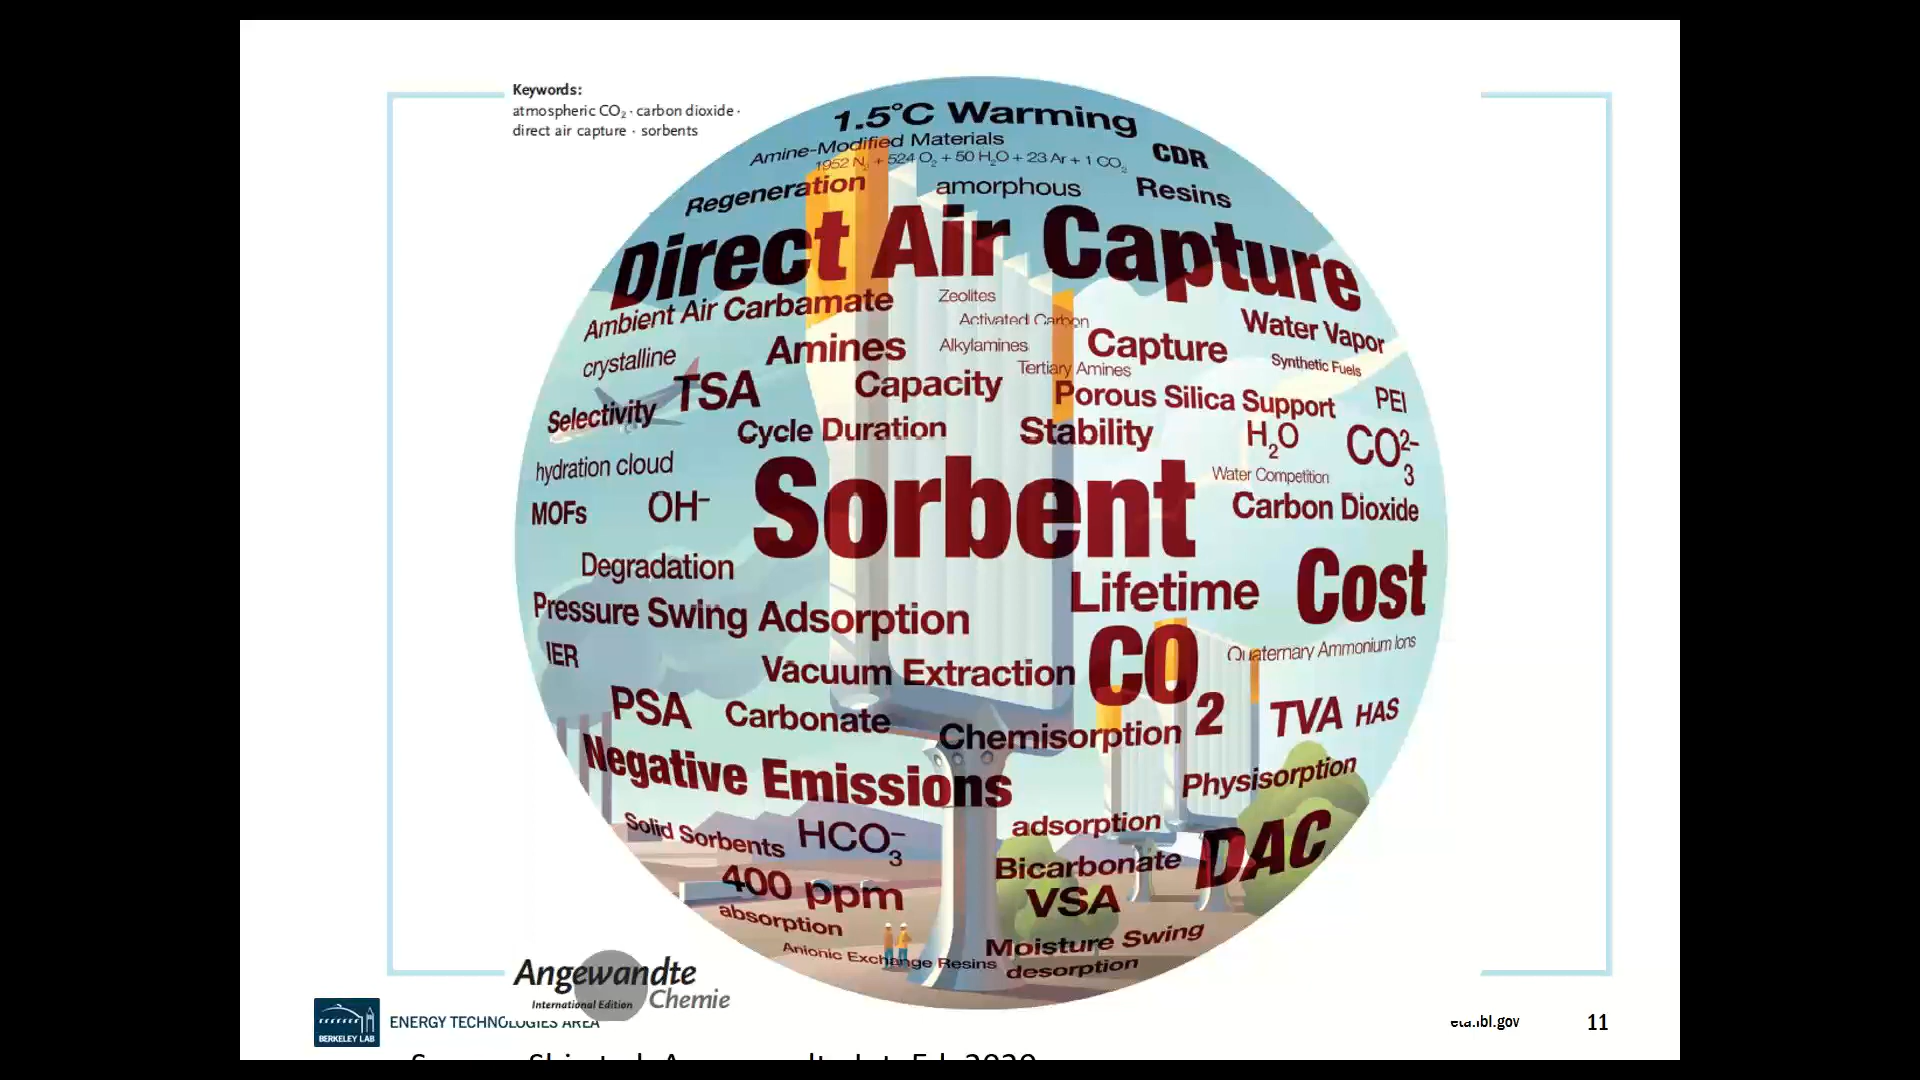 Keywords:
atmospheric CO₂ · carbon dioxide ·
direct air capture · sorbents
1.5°C Warming
Amine-Modified Materials
CDR
1952 N₂ + 524 O₂ + 50 H₂O + 23 Ar + 1 CO₂
Regeneration
amorphous
Resins
Direct Air Capture
Ambient Air Carbamate
Zeolites
Activated Carbon
Water Vapor
crystalline
Amines
Alkylamines
Capture
Synthetic Fuels
Tertiary Amines
TSA
Capacity
Porous Silica Support
PEI
Selectivity
Cycle Duration
Stability
H₂O
CO₃²⁻
hydration cloud
Sorbent
Water Competition
MOFs
OH⁻
Carbon Dioxide
Degradation
Lifetime
Cost
Pressure Swing Adsorption
IER
Vacuum Extraction
CO₂
Quaternary Ammonium Ions
PSA
Carbonate
Chemisorption
TVA
HAS
Negative Emissions
Physisorption
Solid Sorbents
HCO₃⁻
adsorption
DAC
400 ppm
Bicarbonate
absorption
VSA
Anionic Exchange Resins
Moisture Swing
desorption
Angewandte
International Edition
Chemie
BERKELEY LAB
ENERGY TECHNOLOGIES AREA
eta.lbl.gov
11